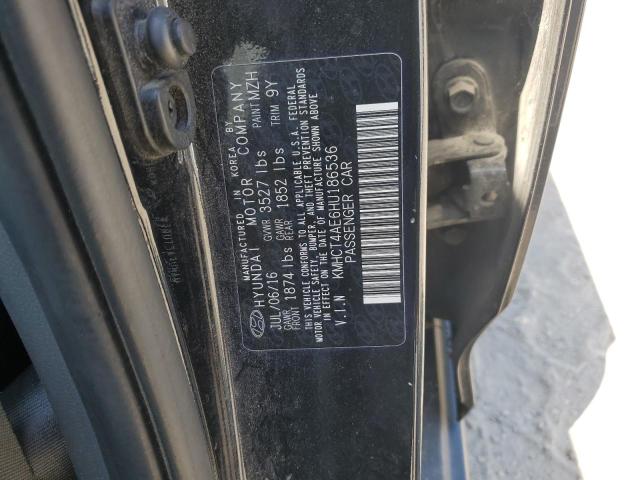 MANUFACTURED IN KOREA BY
HYUNDAI MOTOR COMPANY
JUL/06/16 GVWR 3527 lbs PAINT MZH
GAWR FRONT 1874 lbs GAWR REAR 1852 lbs TRIM 9Y
THIS VEHICLE CONFORMS TO ALL APPLICABLE U.S.A. FEDERAL
MOTOR VEHICLE SAFETY, BUMPER, AND THEFT PREVENTION STANDARDS
IN EFFECT ON THE DATE OF MANUFACTURE SHOWN ABOVE
V.I.N KMHCT4AE6HU186536
PASSENGER CAR